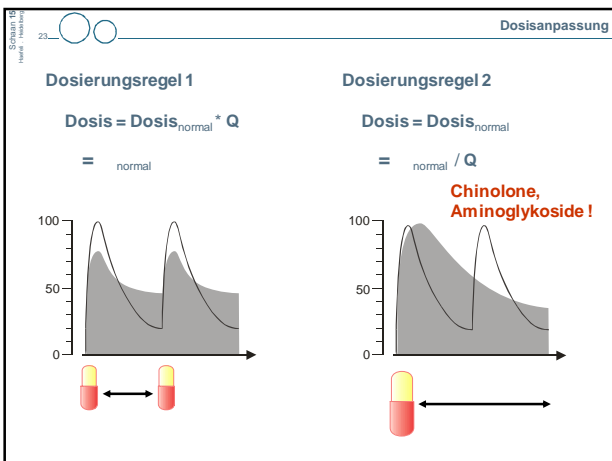 Schaan 15
Haefeli - Heidelberg
23
Dosisanpassung
Dosierungsregel 1
Dosis = Dosisnormal * Q
= normal
100
50
0
Dosierungsregel 2
Dosis = Dosisnormal
= normal / Q
Chinolone,
Aminoglykoside !
100
50
0